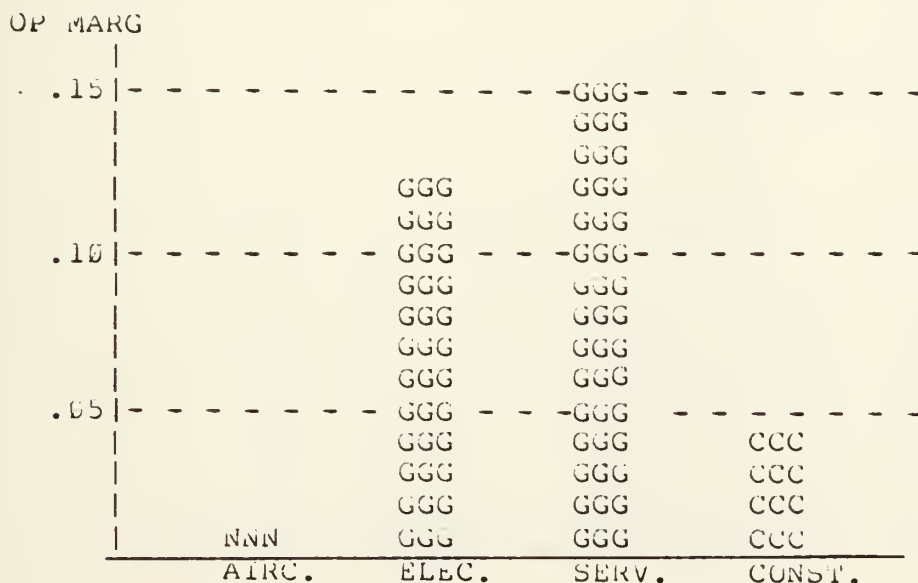 OP MARG
|
.15 |- - - - - - - - - - - -GGG- - - - - - - -
| GGG
| GGG
| GGG GGG
| GGG GGG
.10 |- - - - - - - - GGG - -GGG- - - - - - - -
| GGG GGG
| GGG GGG
| GGG GGG
| GGG GGG
.05 |- - - - - - - - GGG - -GGG - - - - - - -
| GGG GGG CCC
| GGG GGG CCC
| GGG GGG CCC
| NNN GGG GGG CCC
AIRC. ELEC. SERV. CONST.